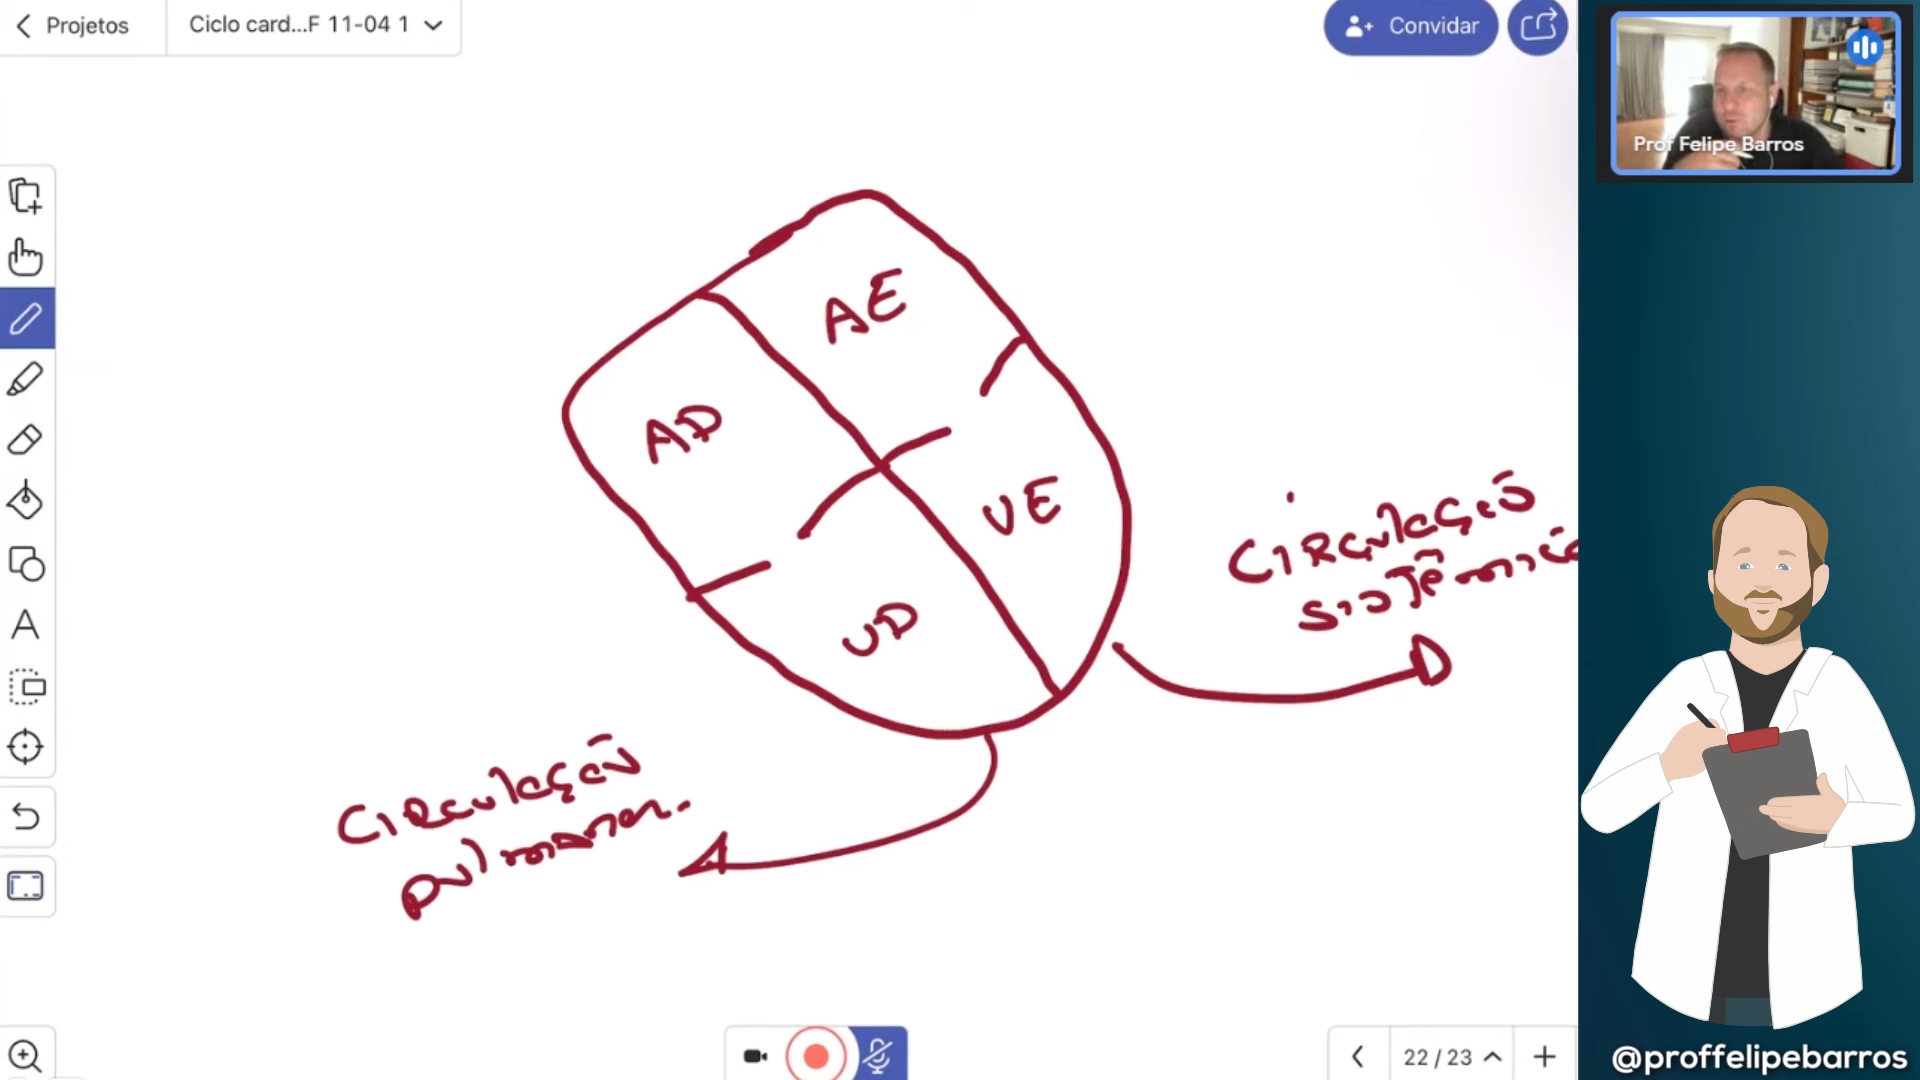 Projetos
Ciclo card...F 11-04 1
Convidar
Prof Felipe Barros
AE
AD
VE
Circulação
sistêmica
VD
Circulação
pulmonar.
22 / 23
@proffelipebarros